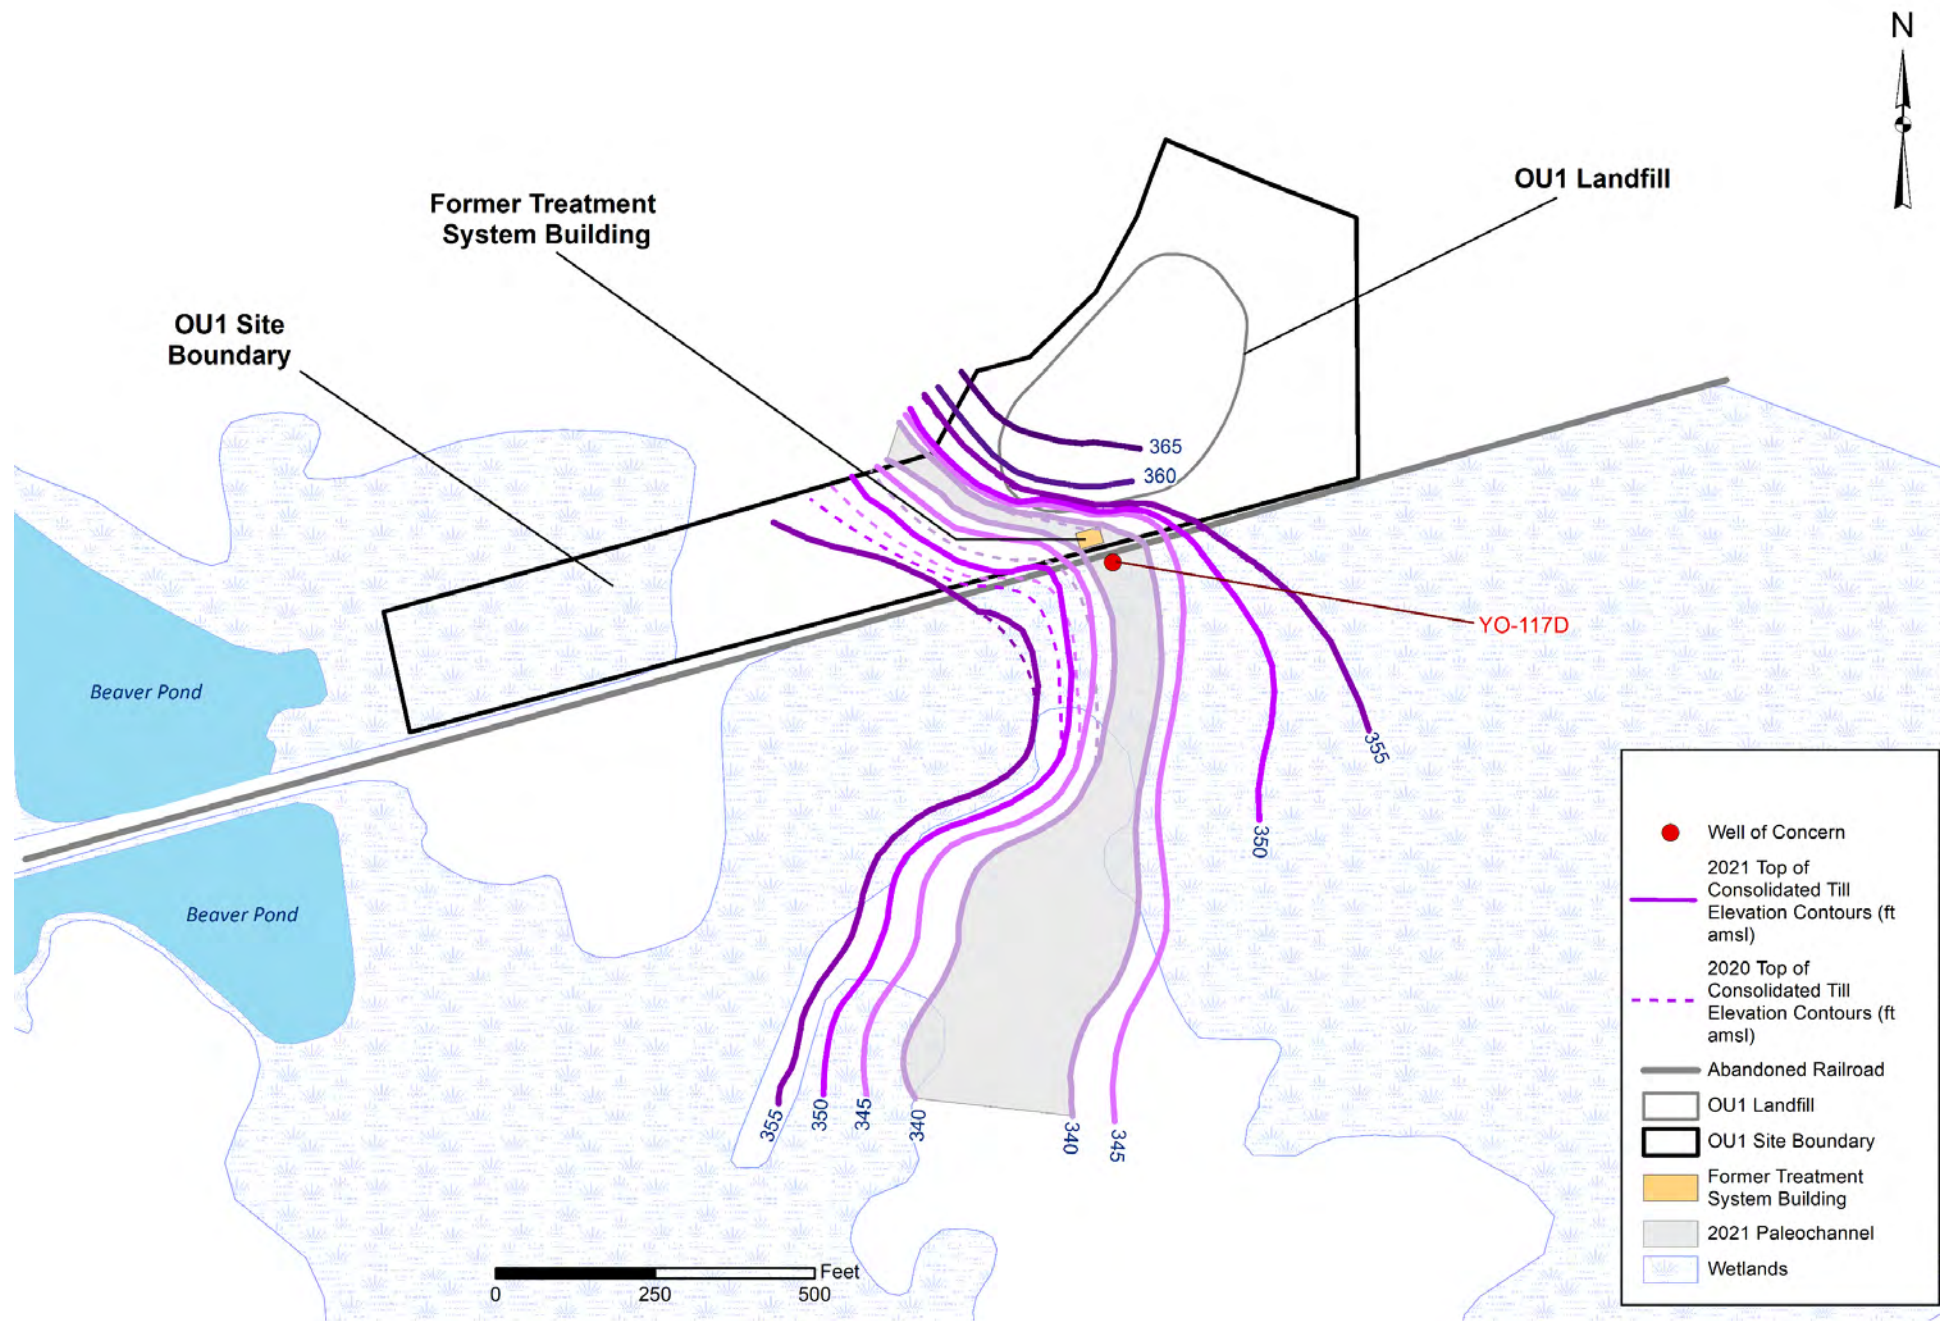 N
OU1 Landfill
Former Treatment
System Building
OU1 Site
Boundary
365
360
YO-117D
Beaver Pond
355
350
Beaver Pond
355
350
345
340
340
345
Feet
0
250
500
Well of Concern
2021 Top of
Consolidated Till
Elevation Contours (ft
amsl)
2020 Top of
Consolidated Till
Elevation Contours (ft
amsl)
Abandoned Railroad
OU1 Landfill
OU1 Site Boundary
Former Treatment
System Building
2021 Paleochannel
Wetlands